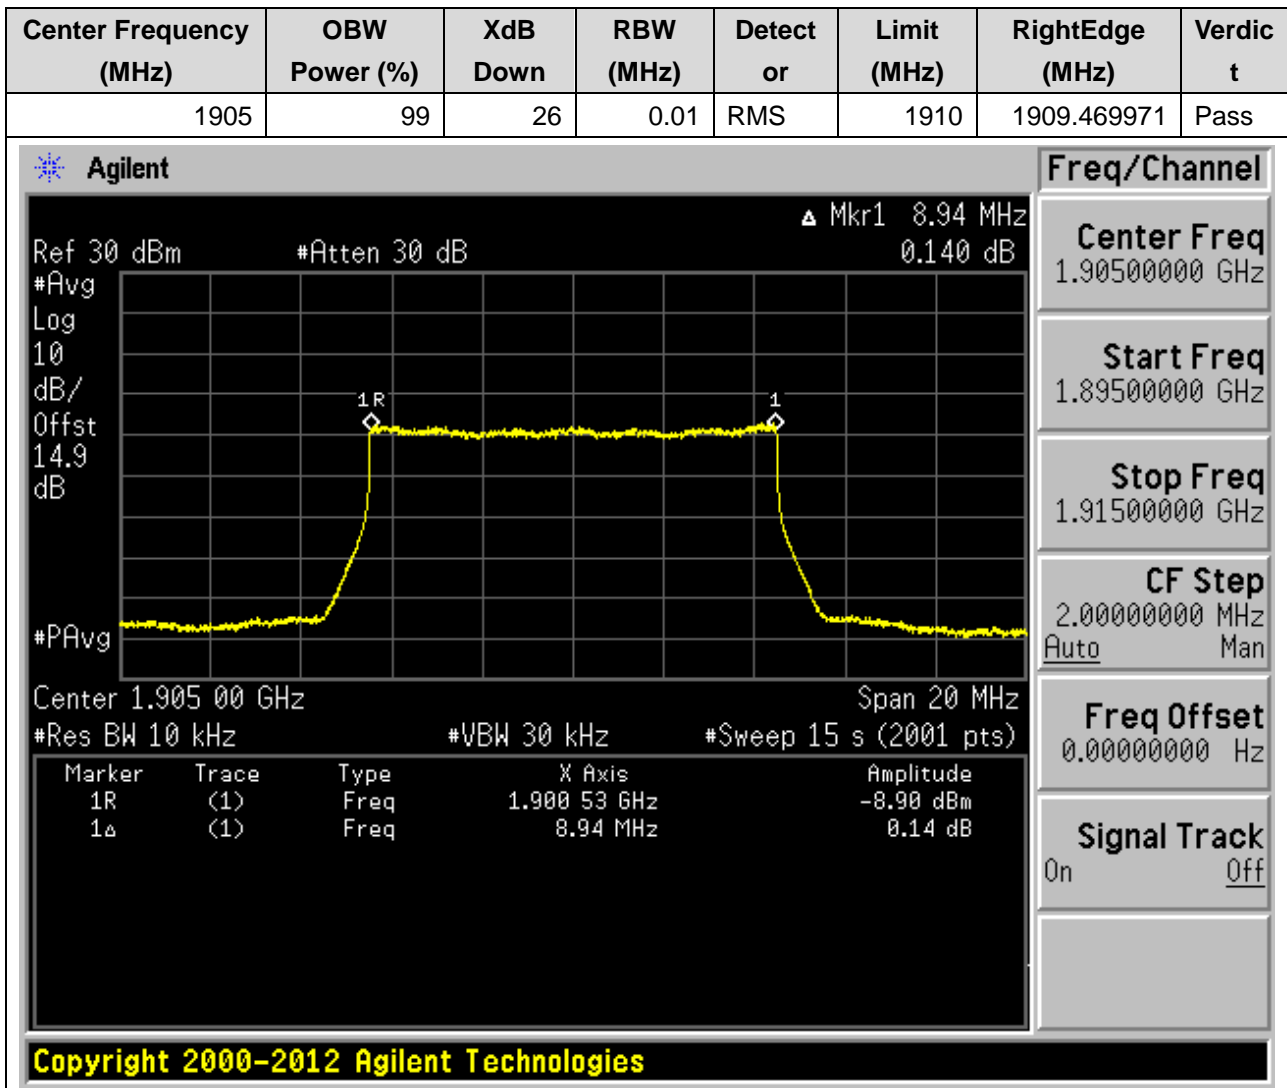 Center Frequency (MHz) OBW Power (%) XdB Down RBW (MHz) Detect or Limit (MHz) RightEdge (MHz) Verdic t
1905 99 26 0.01 RMS 1910 1909.469971 Pass
Agilent Freq/Channel
Δ Mkr1 8.94 MHz
Ref 30 dBm #Atten 30 dB 0.140 dB
#Avg
Log
10
dB/
Offst
14.9
dB
#PAvg
1R 1
Center 1.905 00 GHz Span 20 MHz
#Res BW 10 kHz #VBW 30 kHz #Sweep 15 s (2001 pts)
Marker Trace Type X Axis Amplitude
1R (1) Freq 1.900 53 GHz -8.90 dBm
1Δ (1) Freq 8.94 MHz 0.14 dB
Center Freq
1.90500000 GHz
Start Freq
1.89500000 GHz
Stop Freq
1.91500000 GHz
CF Step
2.00000000 MHz
Auto Man
Freq Offset
0.00000000 Hz
Signal Track
On Off
Copyright 2000-2012 Agilent Technologies